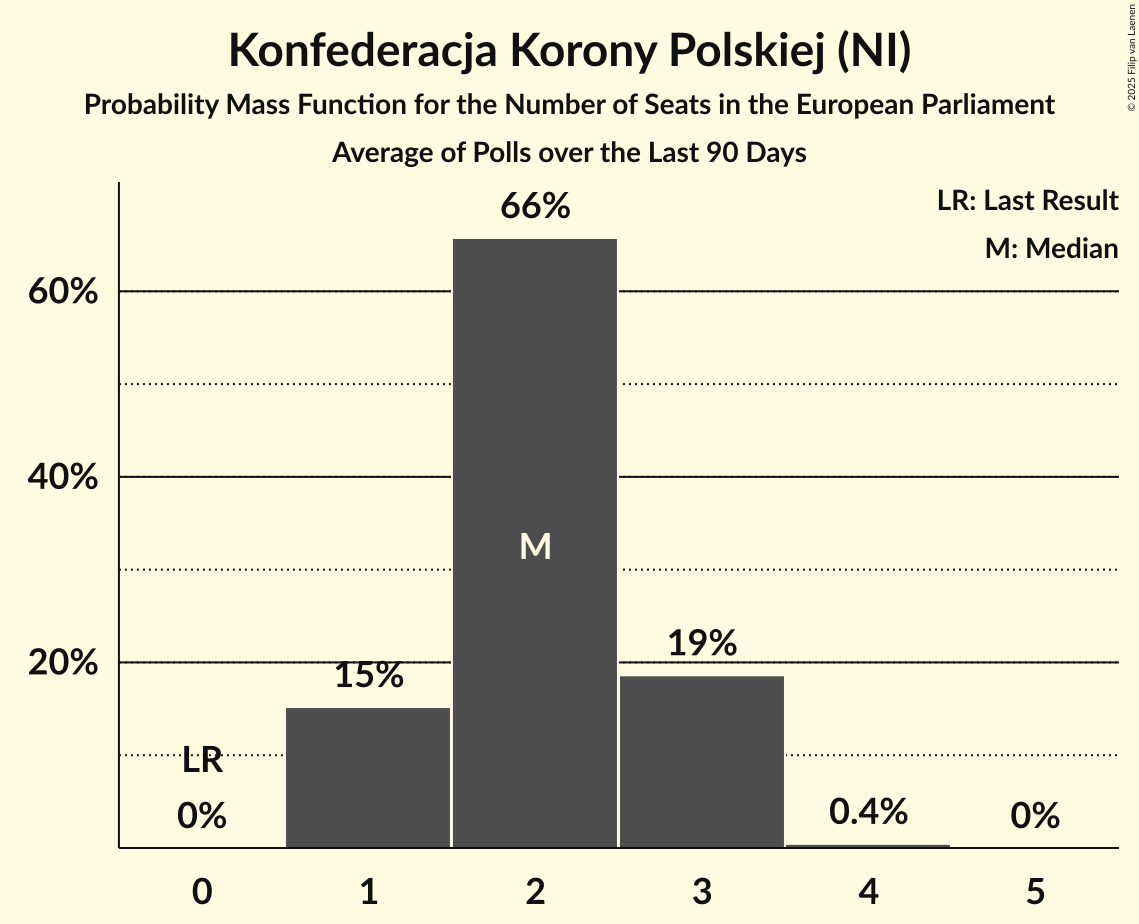 Konfederacja Korony Polskiej (NI)
Probability Mass Function for the Number of Seats in the European Parliament
Average of Polls over the Last 90 Days
© 2025 Filip van Laenen
LR: Last Result
M: Median
66%
60%
40%
M
19%
20%
15%
LR
0%
0.4%
0%
0 1 2 3 4 5